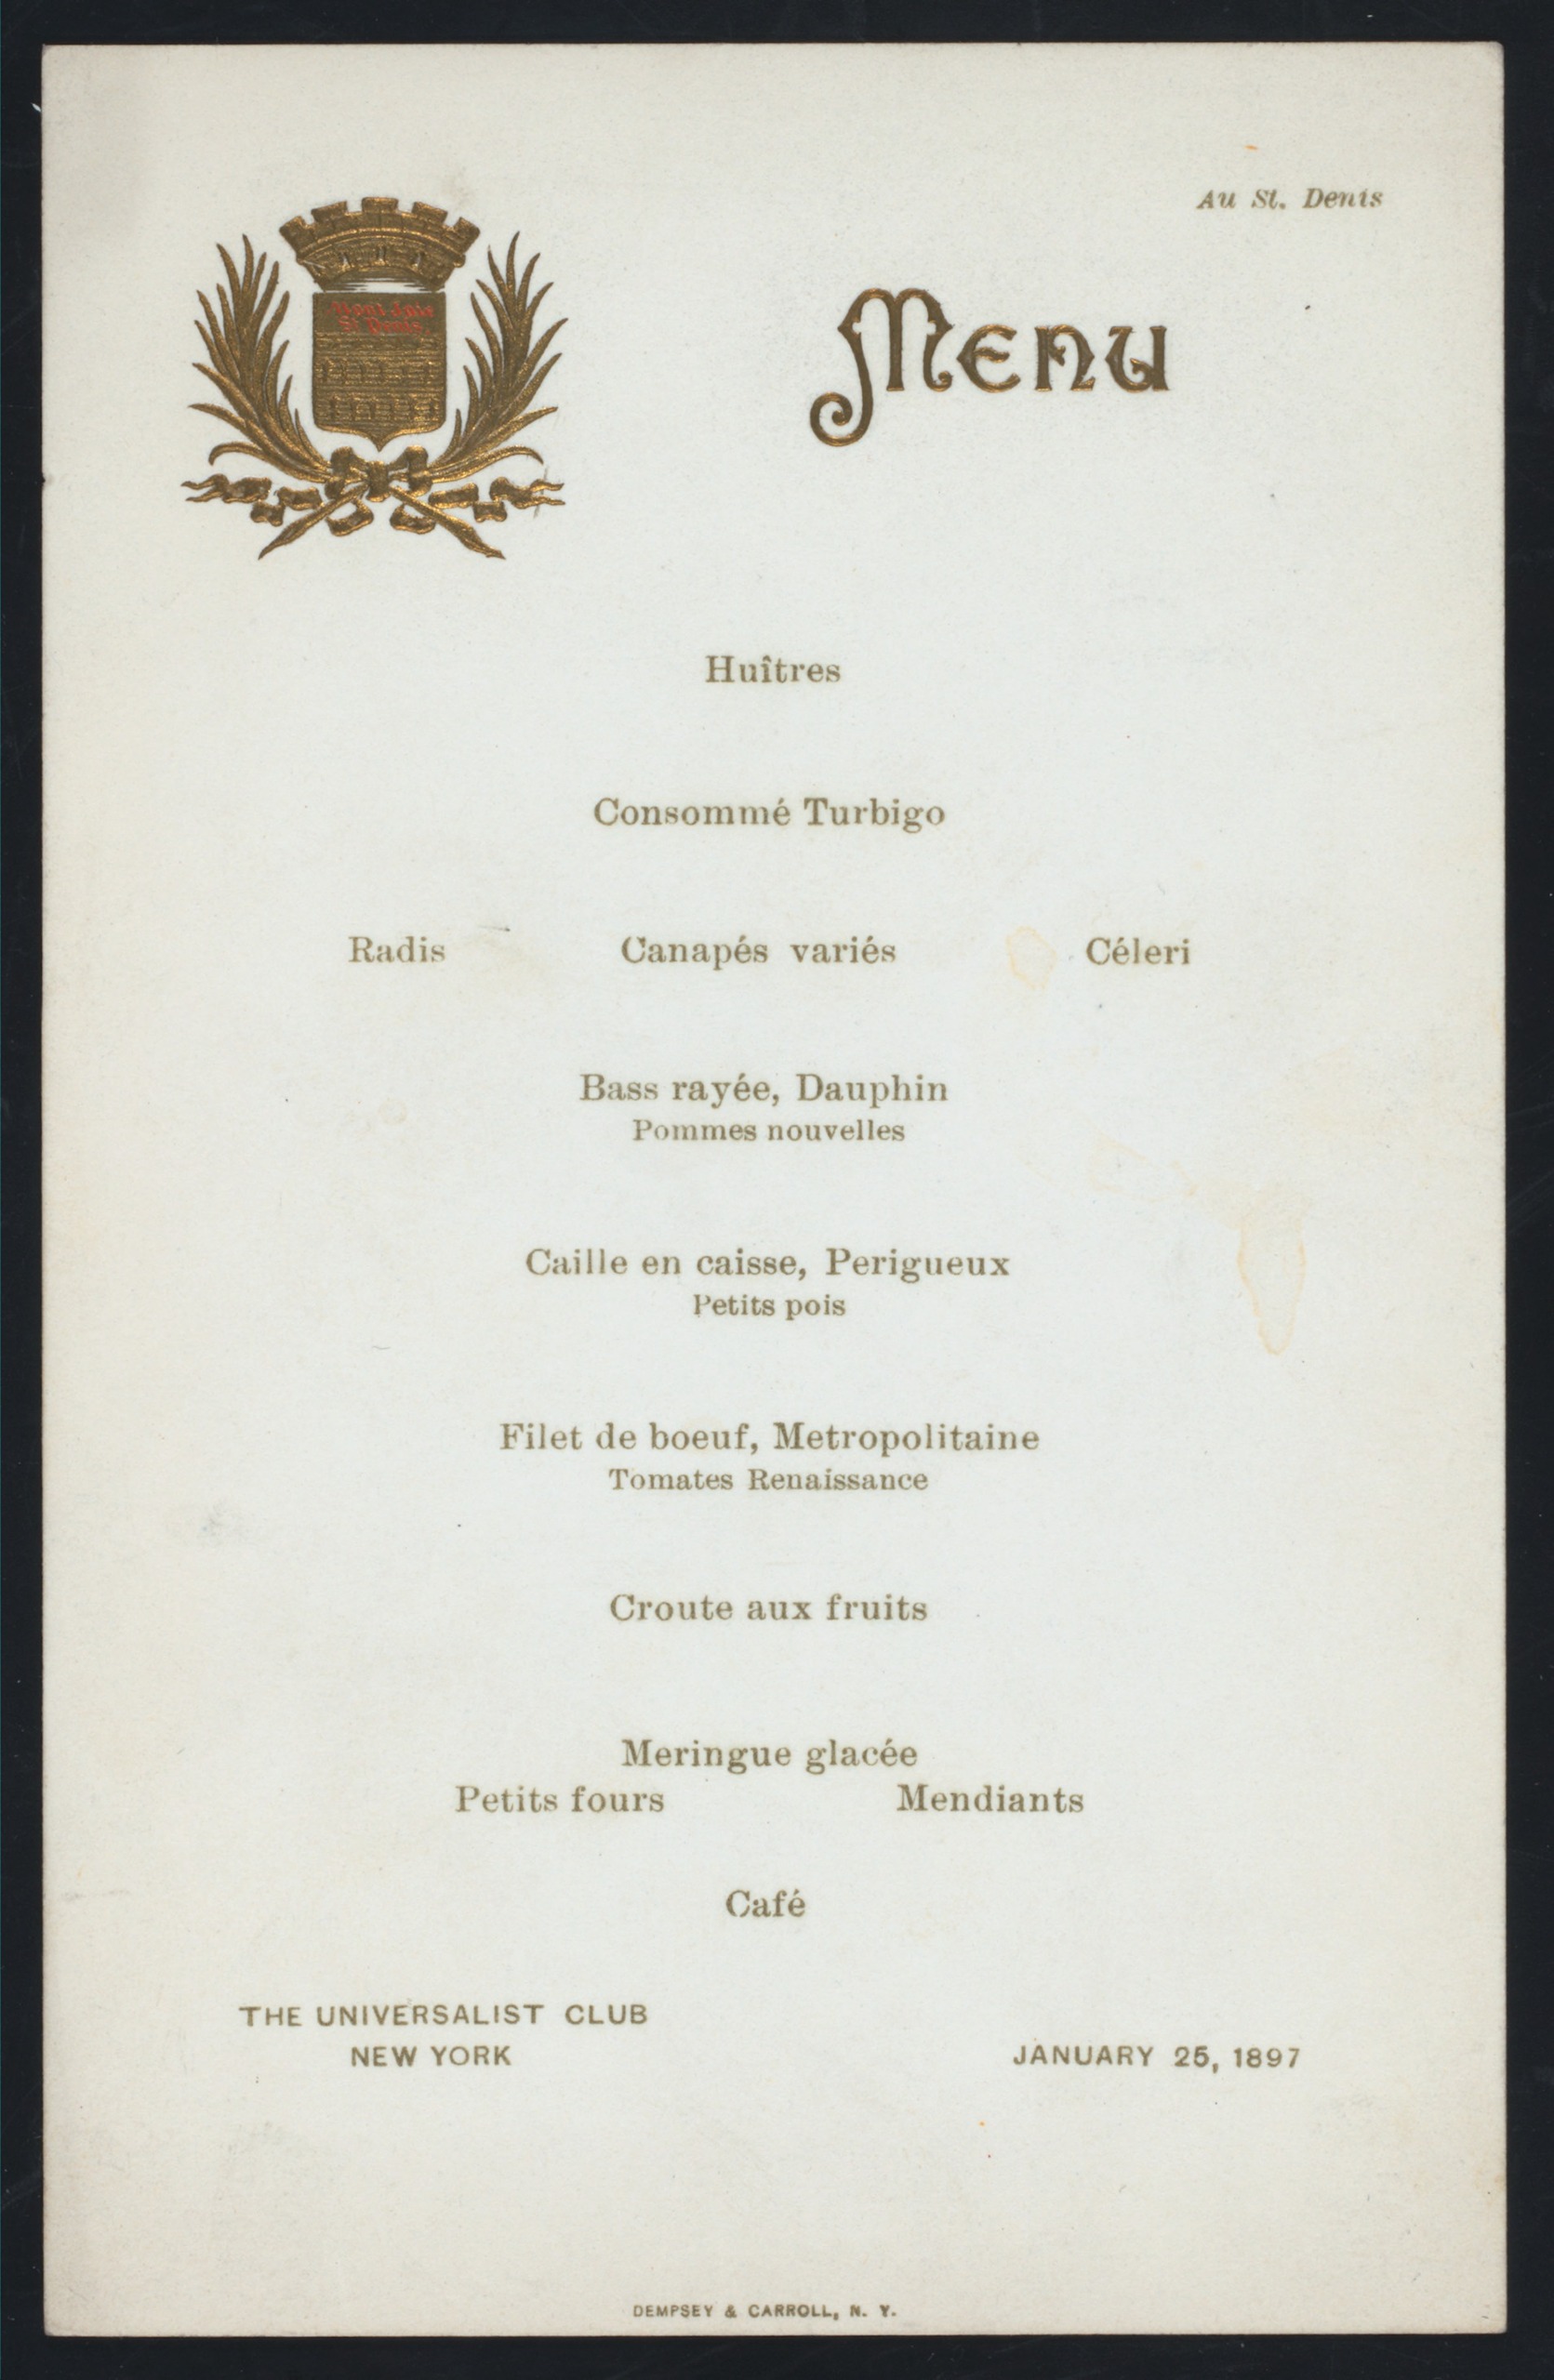 Au St. Denis
Menu
Huîtres
Consommé Turbigo
Radis Canapés variés Céleri
Bass rayée, Dauphin
Pommes nouvelles
Caille en caisse, Perigueux
Petits pois
Filet de boeuf, Metropolitaine
Tomates Renaissance
Croute aux fruits
Meringue glacée
Petits fours Mendiants
Café
THE UNIVERSALIST CLUB
NEW YORK
JANUARY 25, 1897
DEMPSEY & CARROLL, N. Y.